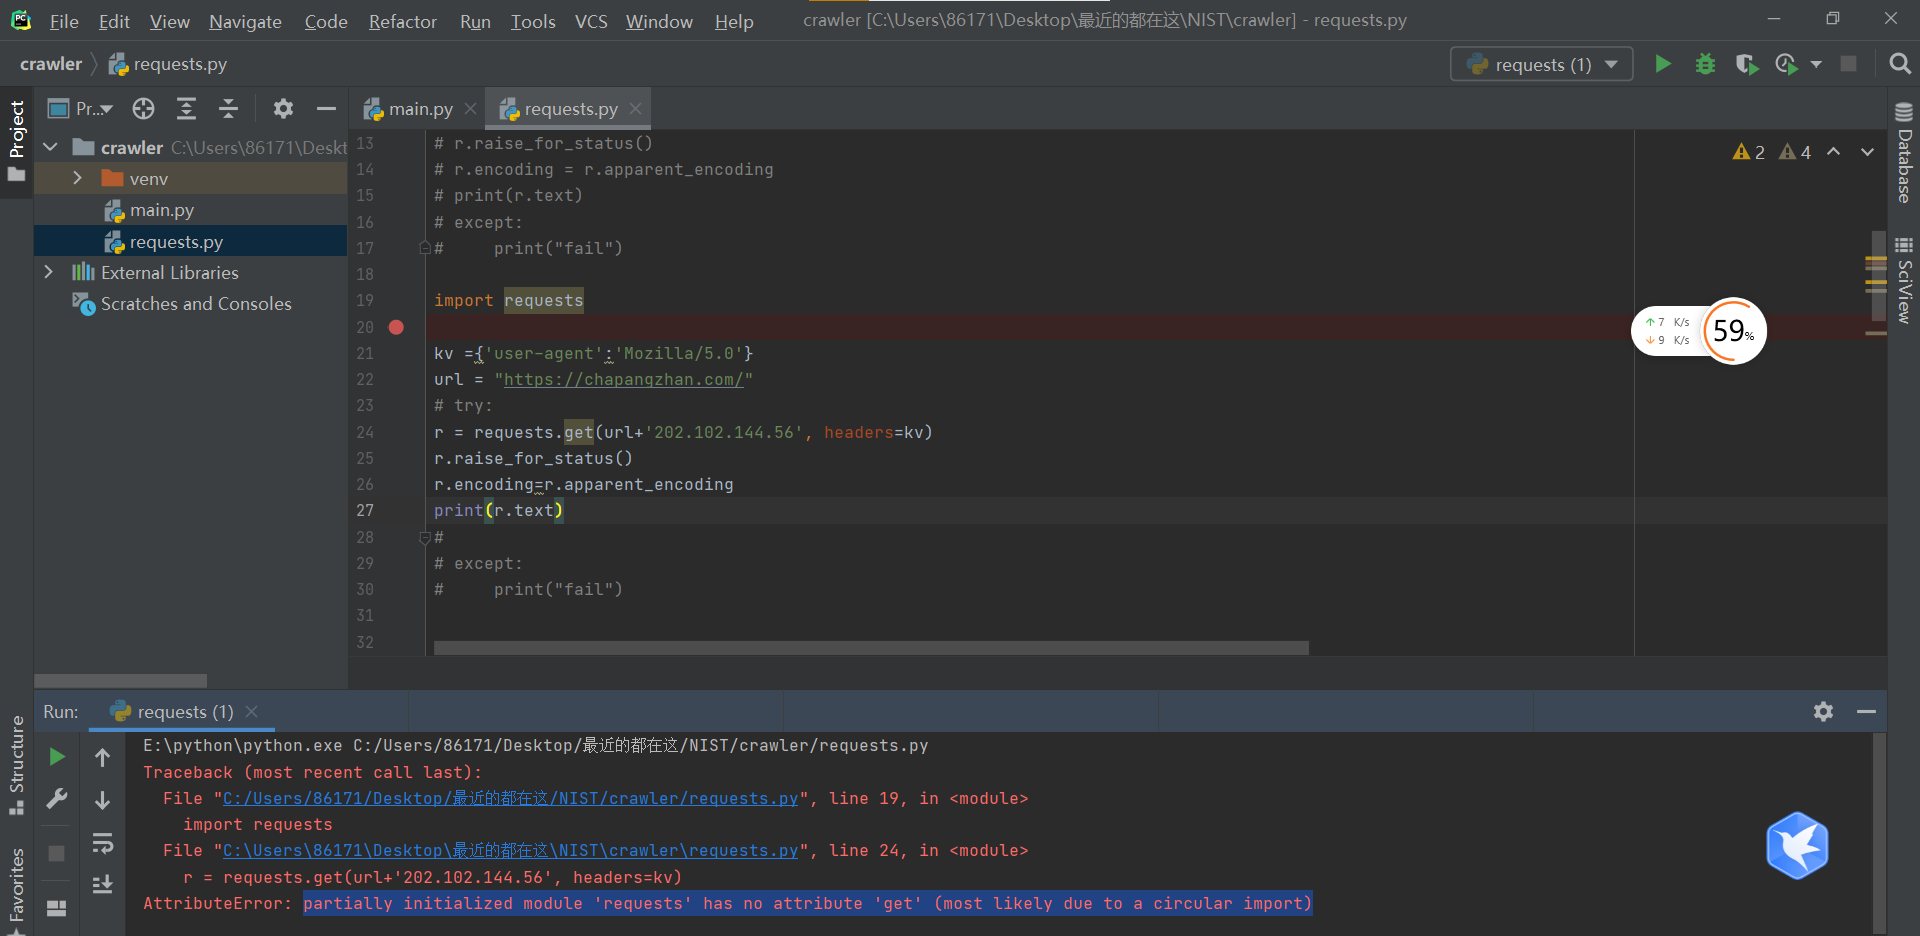 File Edit View Navigate Code Refactor Run Tools VCS Window Help crawler [C:\Users\86171\Desktop\最近的都在这\NIST\crawler] - requests.py
crawler requests.py requests (1)
Project
Pr...
main.py requests.py
crawler C:\Users\86171\Deskt
venv
main.py
requests.py
External Libraries
Scratches and Consoles
2 4
13 # r.raise_for_status()
14 # r.encoding = r.apparent_encoding
15 # print(r.text)
16 # except:
17 #     print("fail")
18
19 import requests
20
21 kv ={'user-agent':'Mozilla/5.0'}
22 url = "https://chapangzhan.com/"
23 # try:
24 r = requests.get(url+'202.102.144.56', headers=kv)
25 r.raise_for_status()
26 r.encoding=r.apparent_encoding
27 print(r.text)
28 #
29 # except:
30 #     print("fail")
31
32
Database
SciView
↑ 7 K/s
↓ 9 K/s
59%
Run: requests (1)
Structure
Favorites
E:\python\python.exe C:/Users/86171/Desktop/最近的都在这/NIST/crawler/requests.py
Traceback (most recent call last):
  File "C:/Users/86171/Desktop/最近的都在这/NIST/crawler/requests.py", line 19, in <module>
    import requests
  File "C:\Users\86171\Desktop\最近的都在这\NIST\crawler\requests.py", line 24, in <module>
    r = requests.get(url+'202.102.144.56', headers=kv)
AttributeError: partially initialized module 'requests' has no attribute 'get' (most likely due to a circular import)